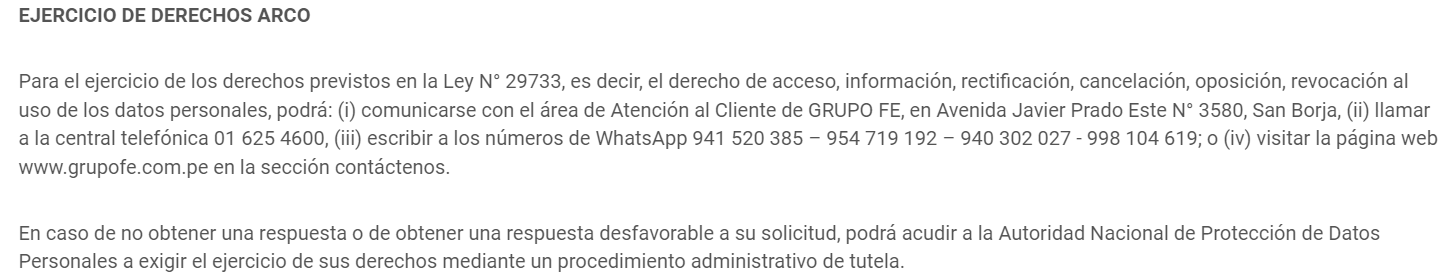 EJERCICIO DE DERECHOS ARCO
Para el ejercicio de los derechos previstos en la Ley N° 29733, es decir, el derecho de acceso, información, rectificación, cancelación, oposición, revocación al
uso de los datos personales, podrá: (i) comunicarse con el área de Atención al Cliente de GRUPO FE, en Avenida Javier Prado Este N° 3580, San Borja, (ii) llamar
a la central telefónica 01 625 4600, (iii) escribir a los números de WhatsApp 941 520 385 – 954 719 192 – 940 302 027 - 998 104 619; o (iv) visitar la página web
www.grupofe.com.pe en la sección contáctenos.
En caso de no obtener una respuesta o de obtener una respuesta desfavorable a su solicitud, podrá acudir a la Autoridad Nacional de Protección de Datos
Personales a exigir el ejercicio de sus derechos mediante un procedimiento administrativo de tutela.